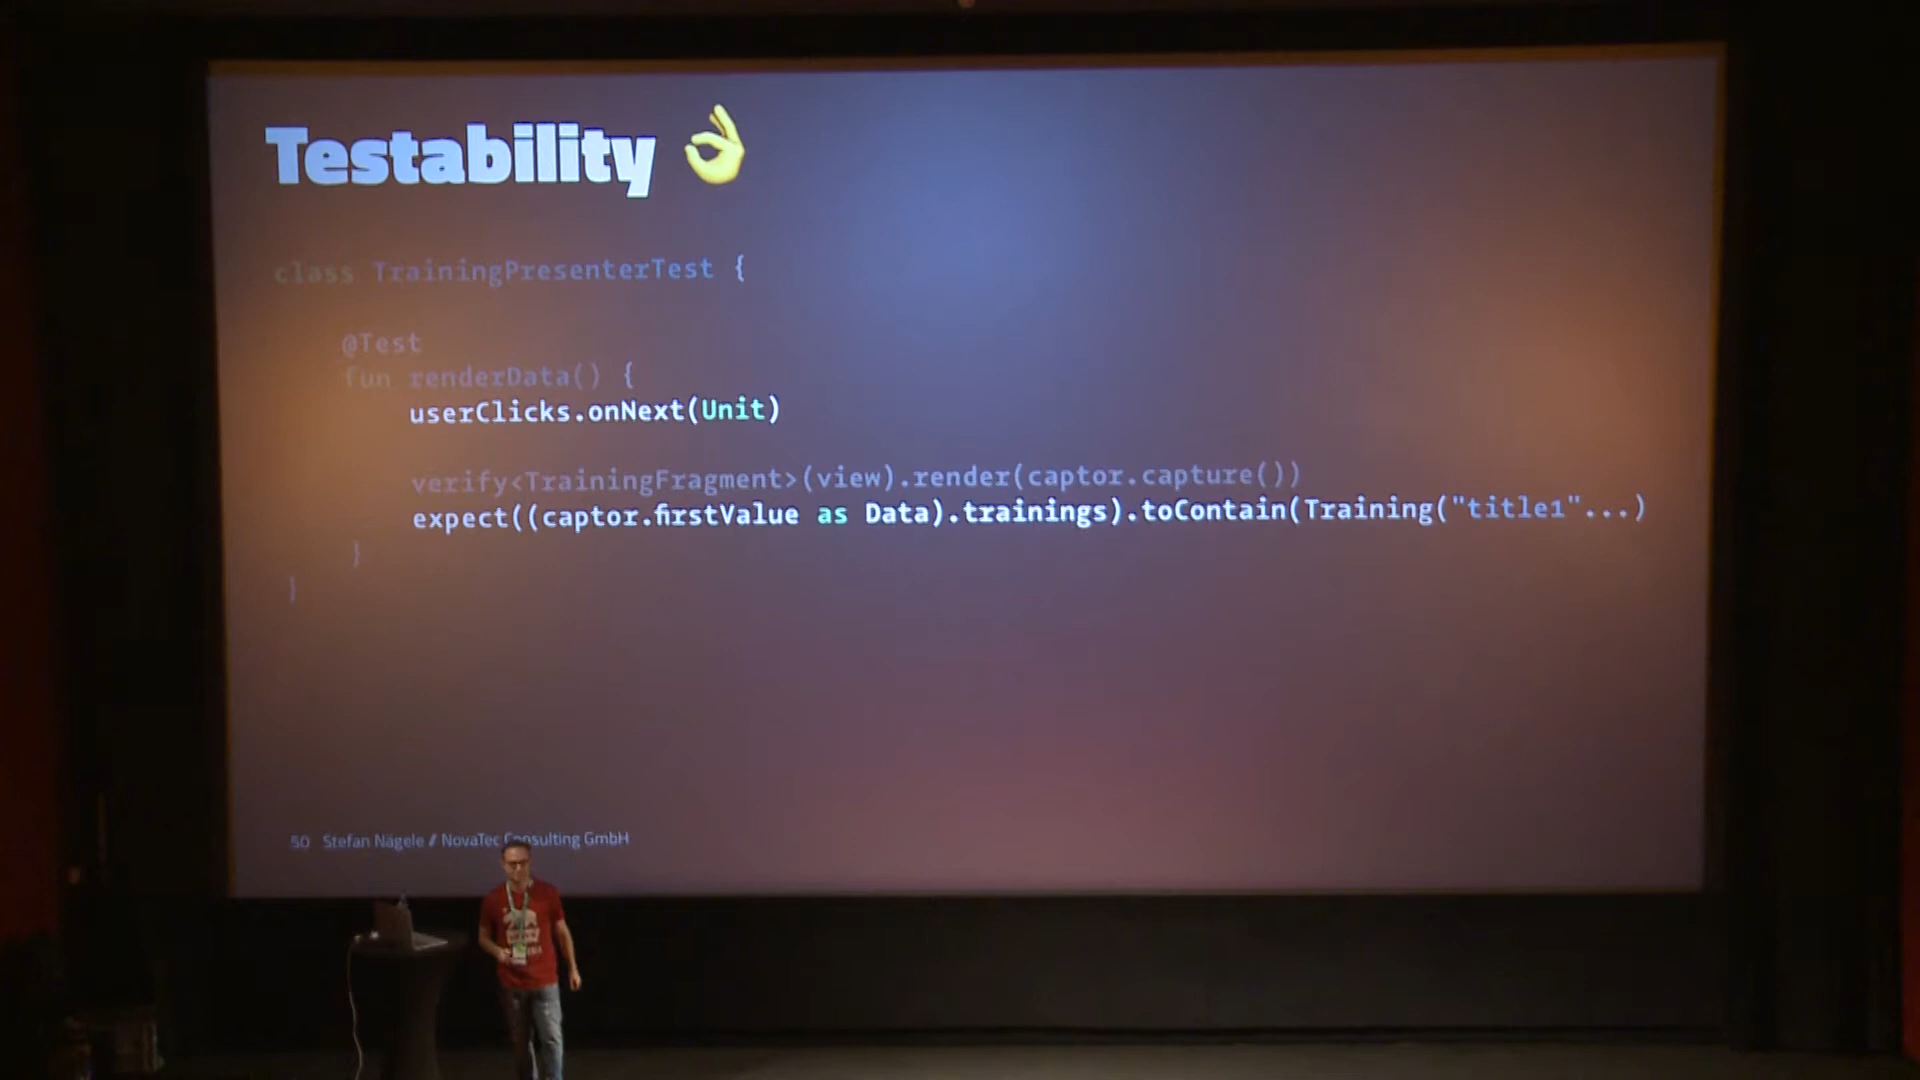 Testability 👌
class TrainingPresenterTest {
@Test
fun renderData() {
userClicks.onNext(Unit)
verify<TrainingFragment>(view).render(captor.capture())
expect((captor.firstValue as Data).trainings).toContain(Training("title1"...)
}
}
50 Stefan Nägele // NovaTec Consulting GmbH